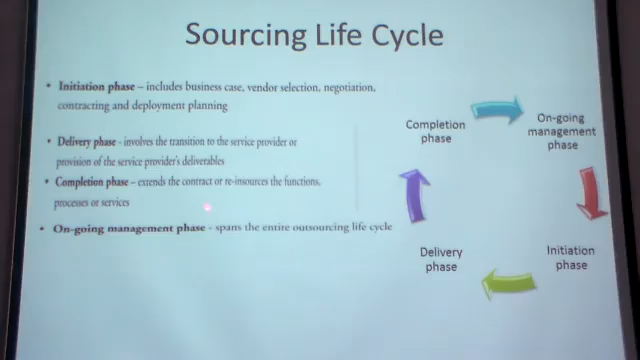 Sourcing Life Cycle
• Initiation phase – includes business case, vendor selection, negotiation,
contracting and deployment planning
• Delivery phase - involves the transition to the service provider or
provision of the service provider's deliverables
• Completion phase – extends the contract or re-insources the functions,
processes or services
• On-going management phase - spans the entire outsourcing life cycle
Completion
phase
On-going
management
phase
Delivery
phase
Initiation
phase